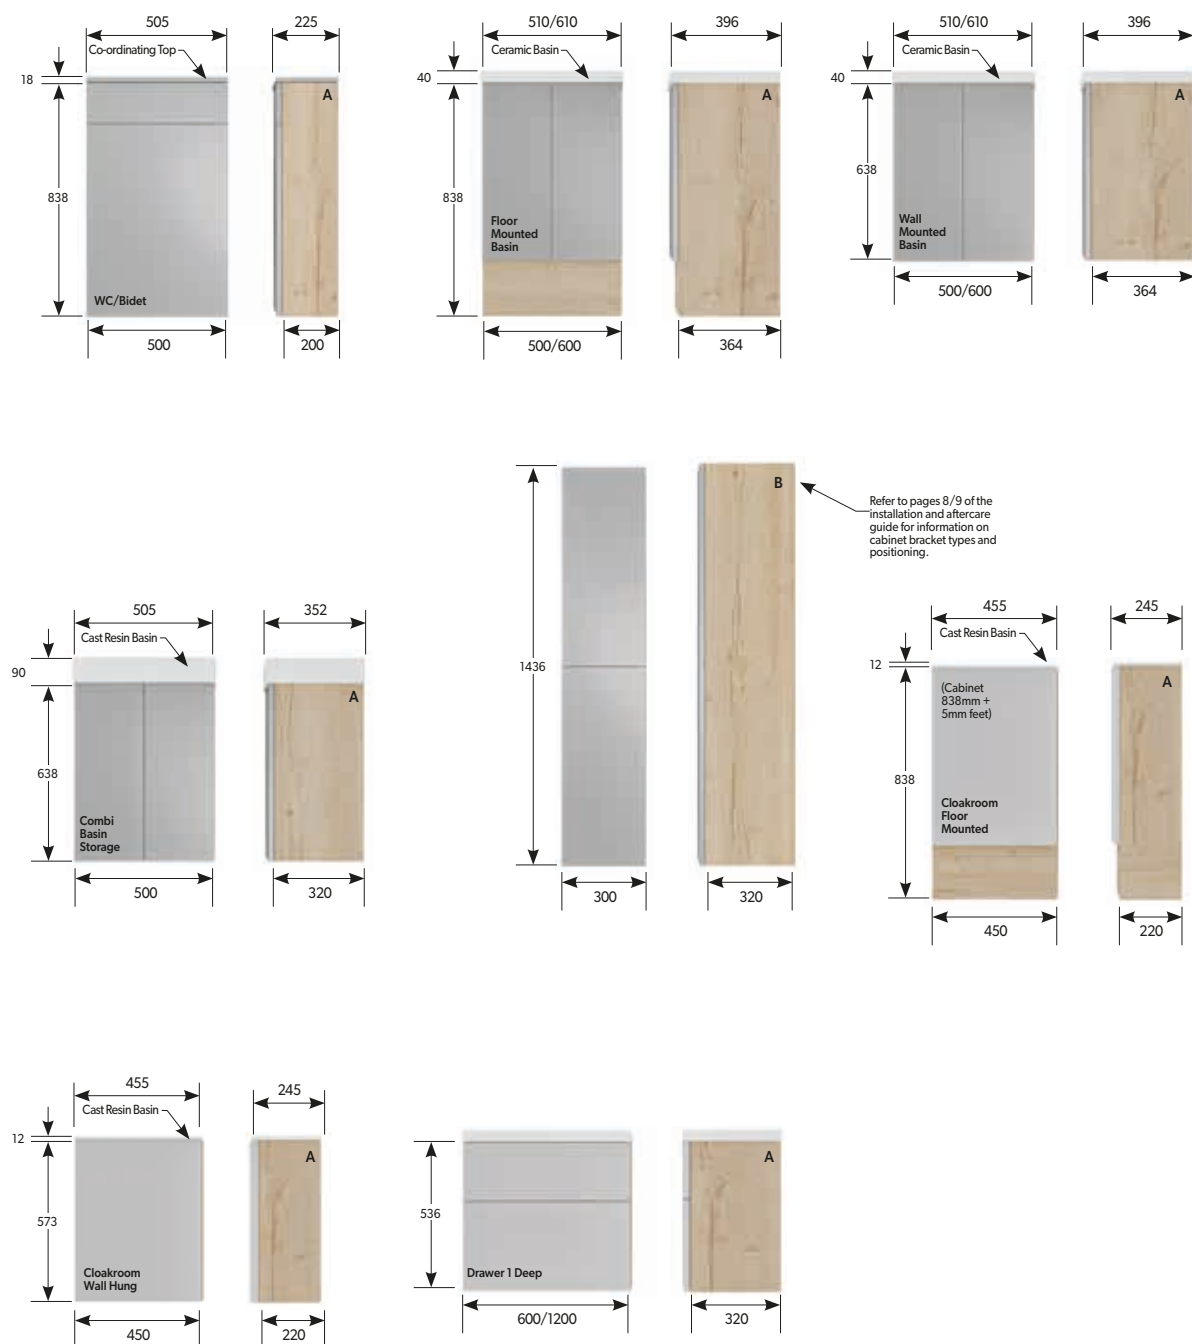 505
Co-ordinating Top
18
838
WC/Bidet
500
225
A
200
510/610
Ceramic Basin
40
838
Floor
Mounted
Basin
500/600
396
A
364
510/610
Ceramic Basin
40
638
Wall
Mounted
Basin
500/600
396
A
364
505
Cast Resin Basin
90
638
Combi
Basin
Storage
500
352
A
320
1436
300
B
320
Refer to pages 8/9 of the
installation and aftercare
guide for information on
cabinet bracket types and
positioning.
455
Cast Resin Basin
12
(Cabinet
838mm +
5mm feet)
838
Cloakroom
Floor
Mounted
450
245
A
220
455
Cast Resin Basin
12
573
Cloakroom
Wall Hung
450
245
A
220
536
Drawer 1 Deep
600/1200
A
320